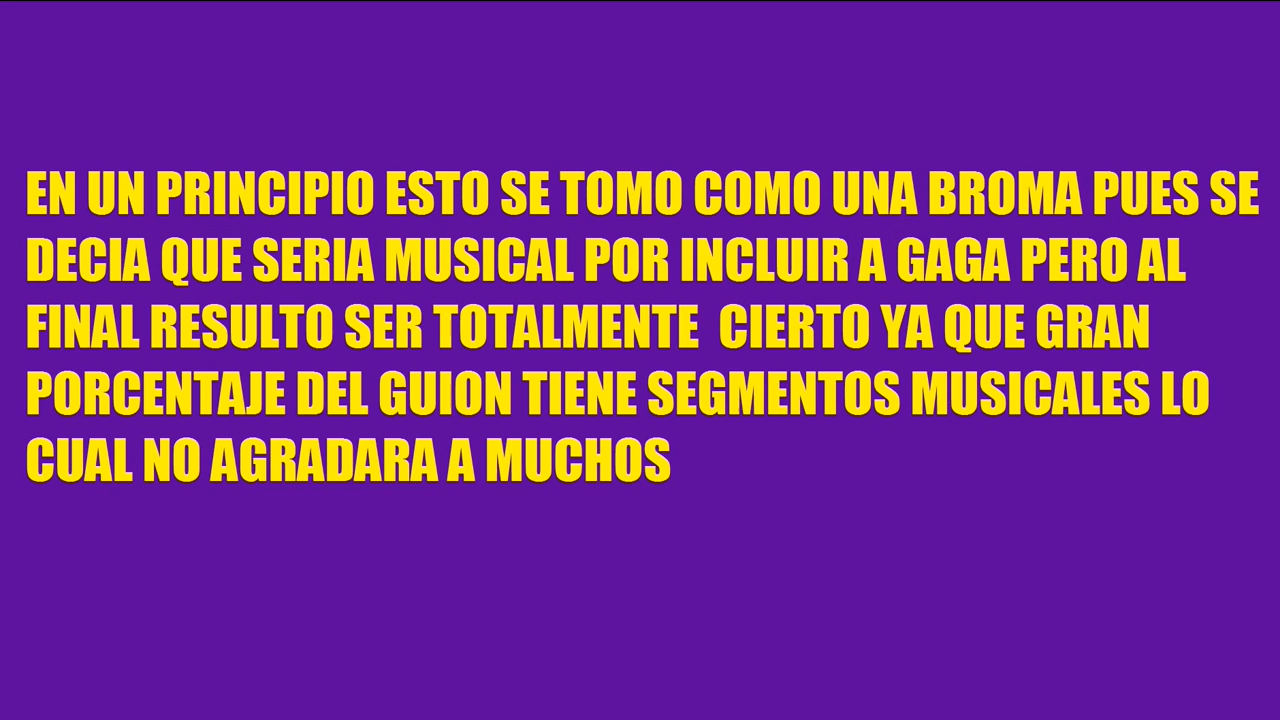 EN UN PRINCIPIO ESTO SE TOMO COMO UNA BROMA PUES SE
DECIA QUE SERIA MUSICAL POR INCLUIR A GAGA PERO AL
FINAL RESULTO SER TOTALMENTE  CIERTO YA QUE GRAN
PORCENTAJE DEL GUION TIENE SEGMENTOS MUSICALES LO
CUAL NO AGRADARA A MUCHOS